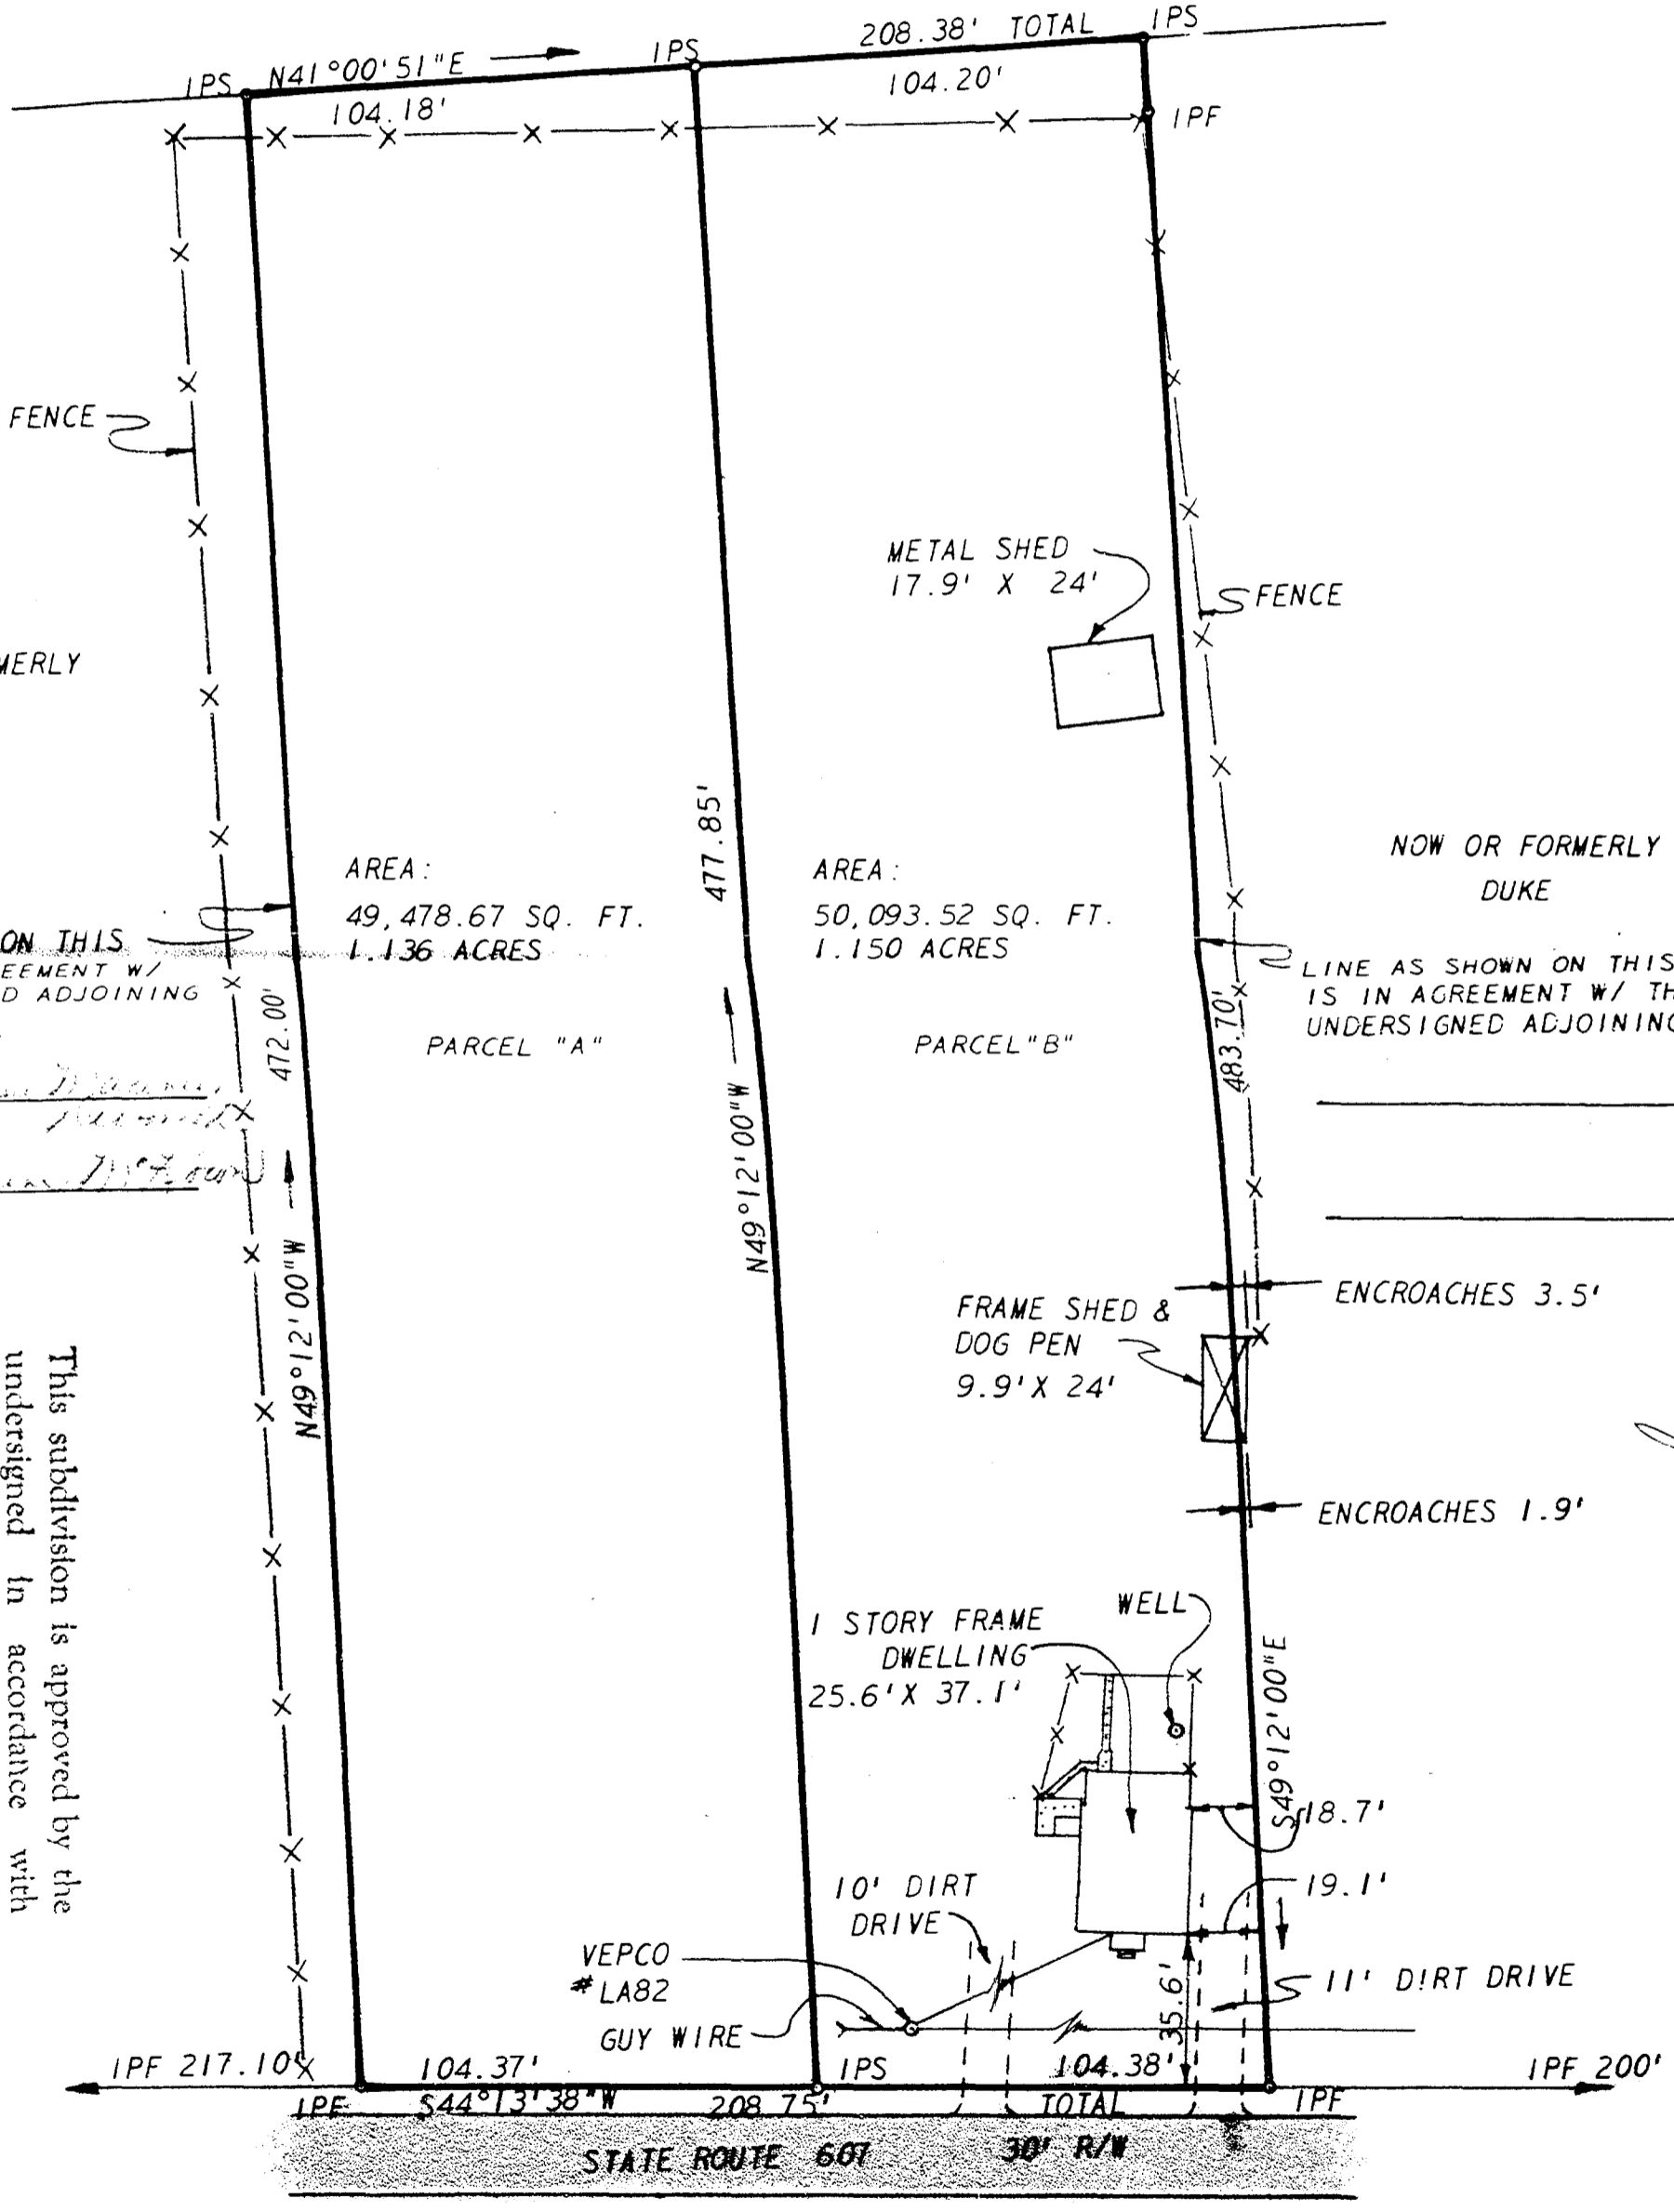 208.38' TOTAL
IPS
IPS
IPS
N41°00'51"E
104.18'
104.20'
IPF
FENCE
METAL SHED
17.9' X 24'
FENCE
MERLY
477.85'
NOW OR FORMERLY
DUKE
AREA:
49,478.67 SQ. FT.
1.136 ACRES
AREA:
50,093.52 SQ. FT.
1.150 ACRES
ON THIS
EEMENT W/
D ADJOINING
LINE AS SHOWN ON THIS
IS IN AGREEMENT W/ TH
UNDERSIGNED ADJOINING
472.00'
483.70'
PARCEL "A"
PARCEL "B"
N49°12'00"W
N49°12'00"W
ENCROACHES 3.5'
FRAME SHED &
DOG PEN
9.9' X 24'
This subdivision is approved by the
undersigned in accordance with
ENCROACHES 1.9'
1 STORY FRAME
DWELLING
25.6' X 37.1'
WELL
S49°12'00"E
18.7'
19.1'
10' DIRT
DRIVE
VEPCO
#LA82
GUY WIRE
35.6'
11' DIRT DRIVE
IPF 217.10'
104.37'
IPS
104.38'
IPF 200'
IPF
S44°13'38"W
208.75'
TOTAL
IPF
STATE ROUTE 607
30' R/W